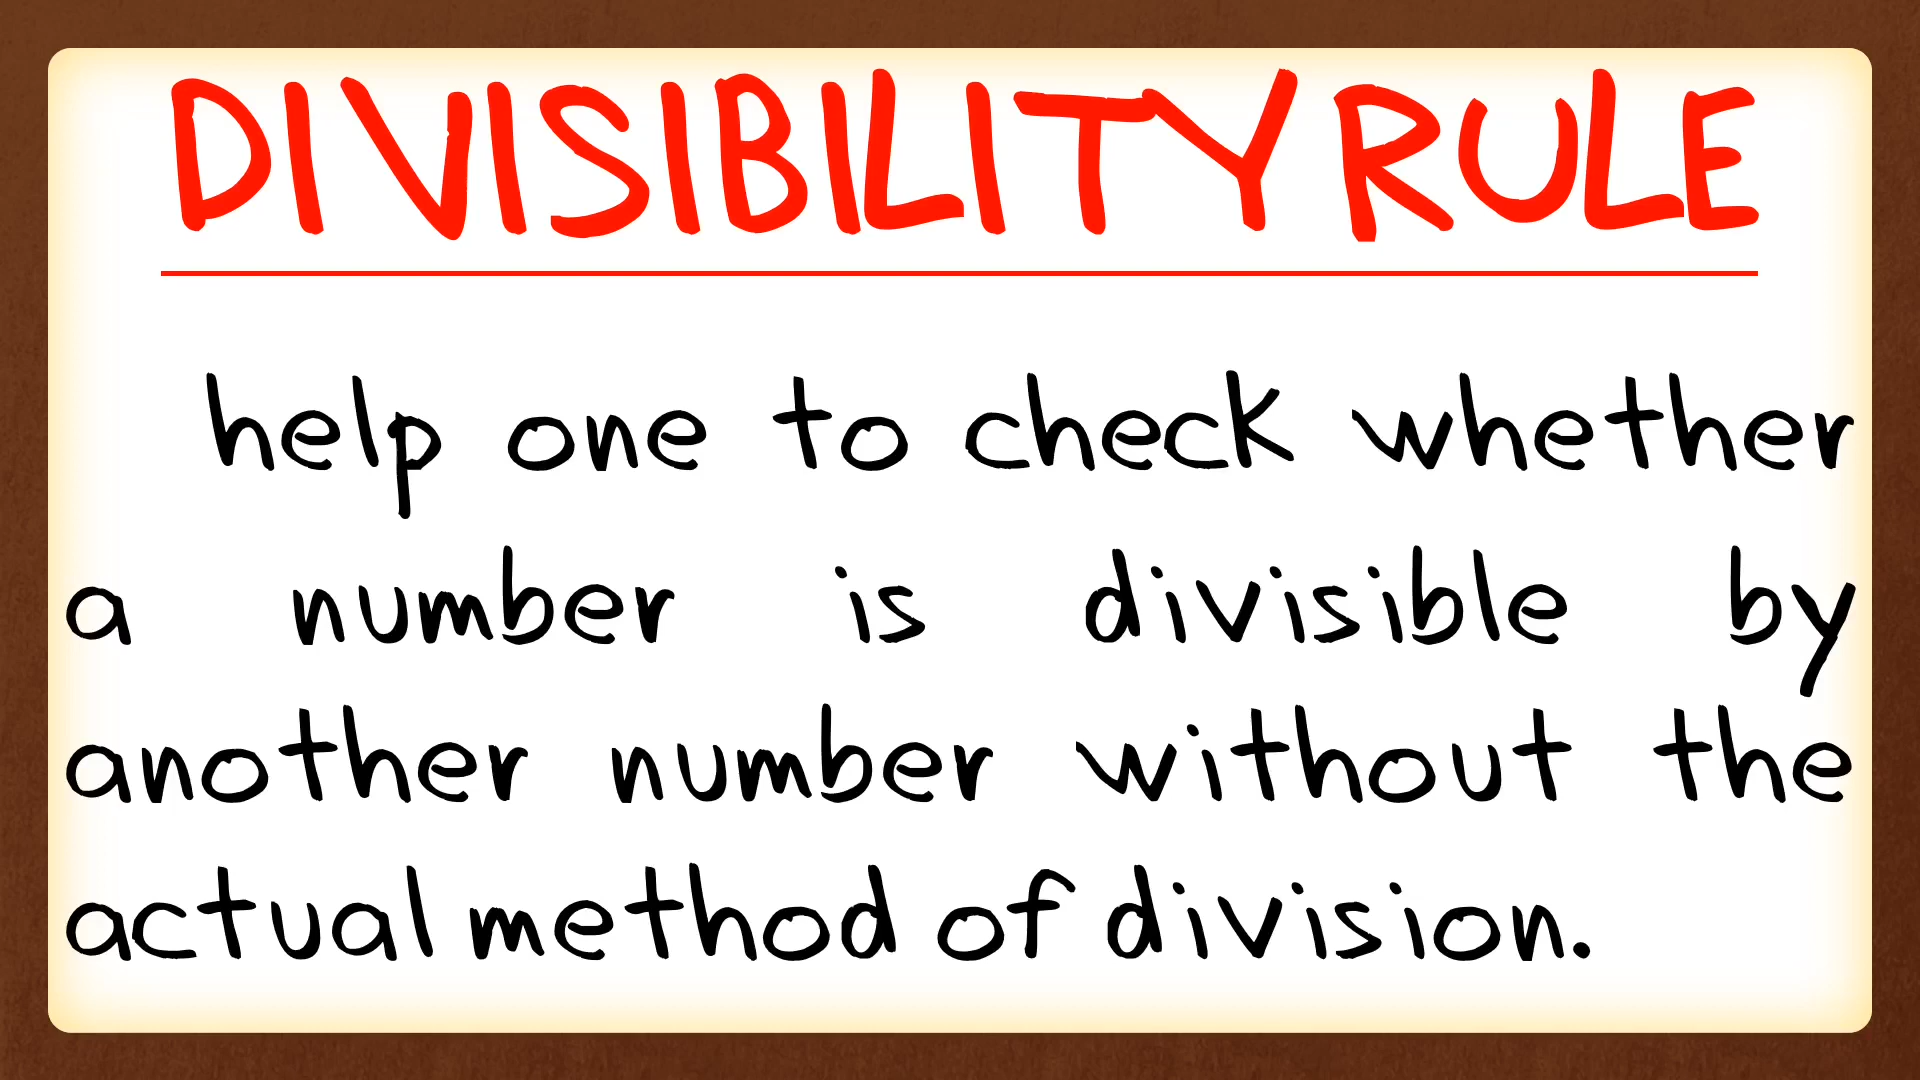 DIVISIBILITY RULE
help one to check whether
a number is divisible by
another number without the
actual method of division.